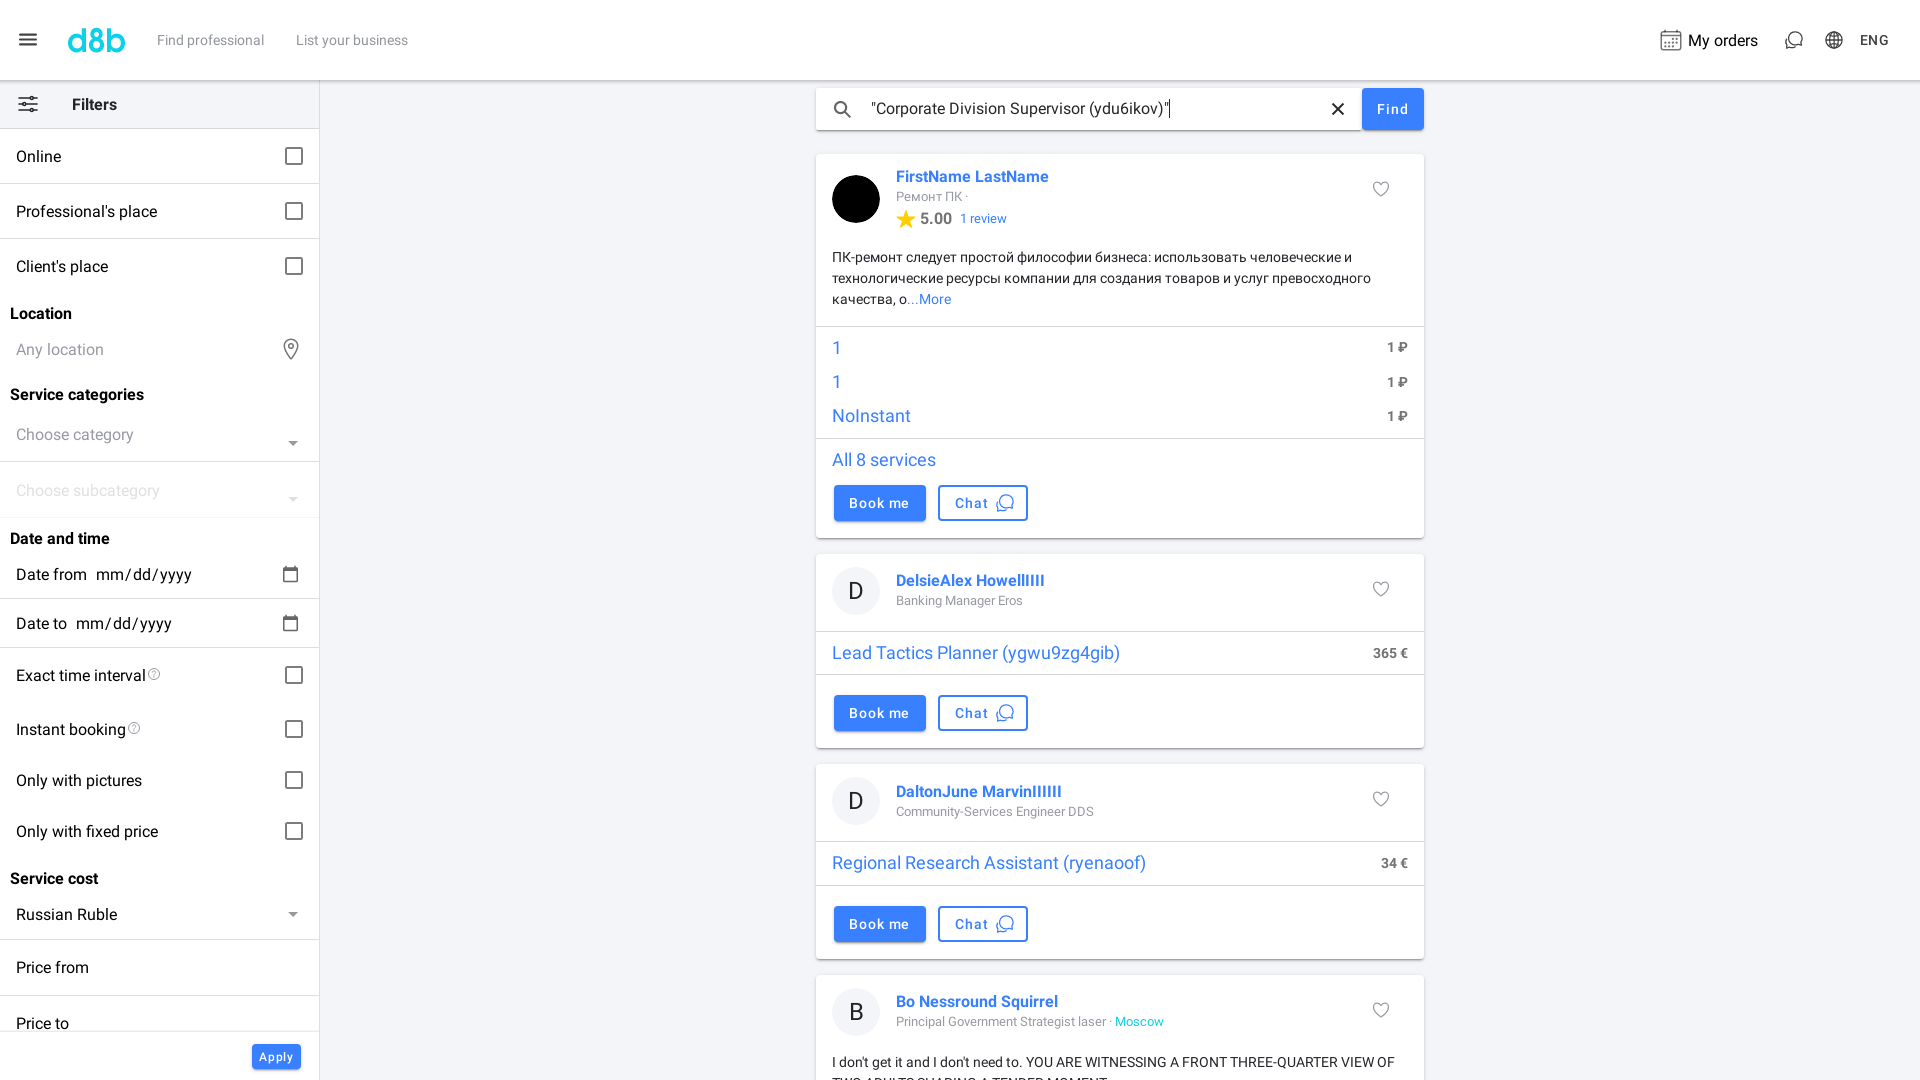 d8b
Find professional
List your business
My orders
ENG
Filters
Online
Professional's place
Client's place
Location
Any location
Service categories
Choose category
Choose subcategory
Date and time
Date from mm/dd/yyyy
Date to mm/dd/yyyy
Exact time interval
Instant booking
Only with pictures
Only with fixed price
Service cost
Russian Ruble
Price from
Price to
Apply
"Corporate Division Supervisor (ydu6ikov)"
Find
FirstName LastName
Ремонт ПК ·
5.00 1 review
ПК-ремонт следует простой философии бизнеса: использовать человеческие и
технологические ресурсы компании для создания товаров и услуг превосходного
качества, о...More
1 1 ₽
1 1 ₽
NoInstant 1 ₽
All 8 services
Book me Chat
D
DelsieAlex HowellIIII
Banking Manager Eros
Lead Tactics Planner (ygwu9zg4gib) 365 €
Book me Chat
D
DaltonJune MarvinIIIIII
Community-Services Engineer DDS
Regional Research Assistant (ryenaoof) 34 €
Book me Chat
B
Bo Nessround Squirrel
Principal Government Strategist laser · Moscow
I don't get it and I don't need to. YOU ARE WITNESSING A FRONT THREE-QUARTER VIEW OF
TWO ADULTS SHARING A TENDER MOMENT